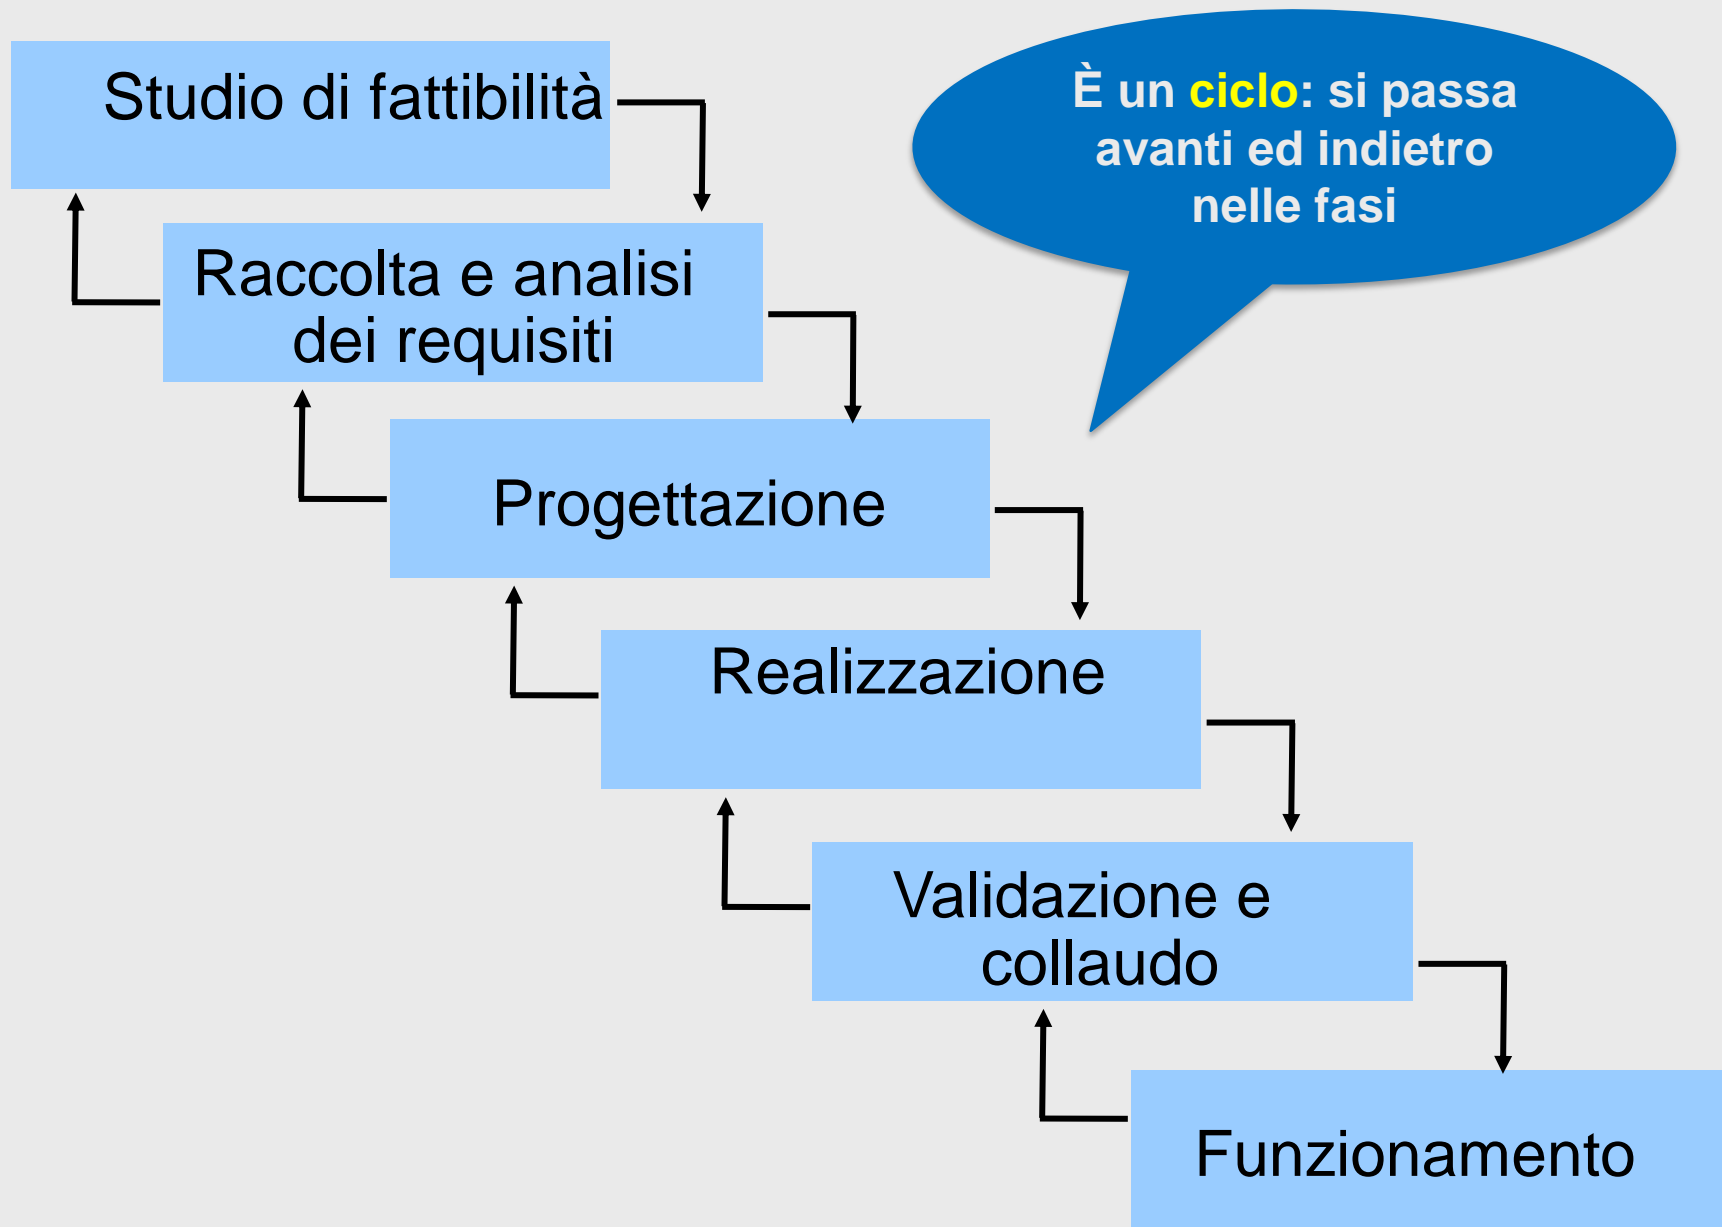 Studio di fattibilità
È un ciclo: si passa
avanti ed indietro
nelle fasi
Raccolta e analisi
dei requisiti
Progettazione
Realizzazione
Validazione e
collaudo
Funzionamento